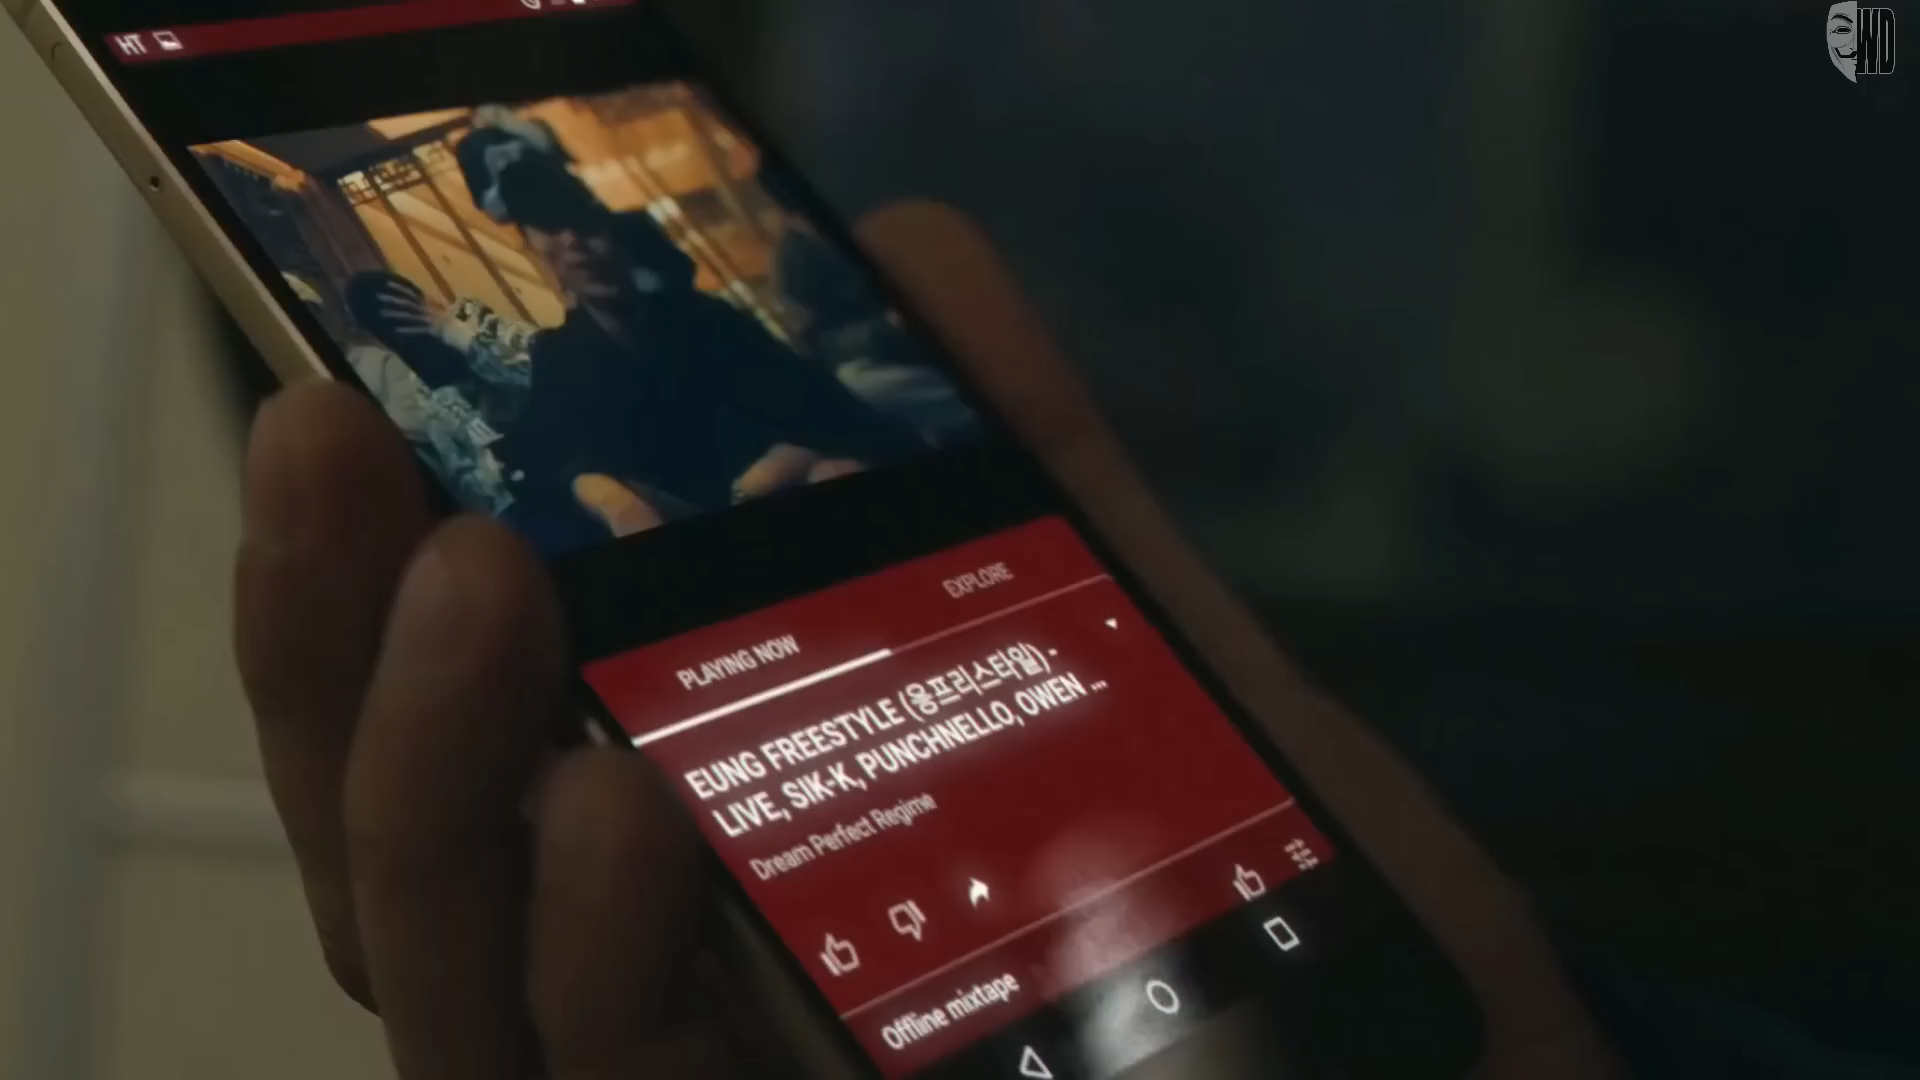 WD
HT
PLAYING NOW
EXPLORE
EUNG FREESTYLE (응프리스타일) -
LIVE, SIK-K, PUNCHNELLO, OWEN ...
Dream Perfect Regime
Offline mixtape